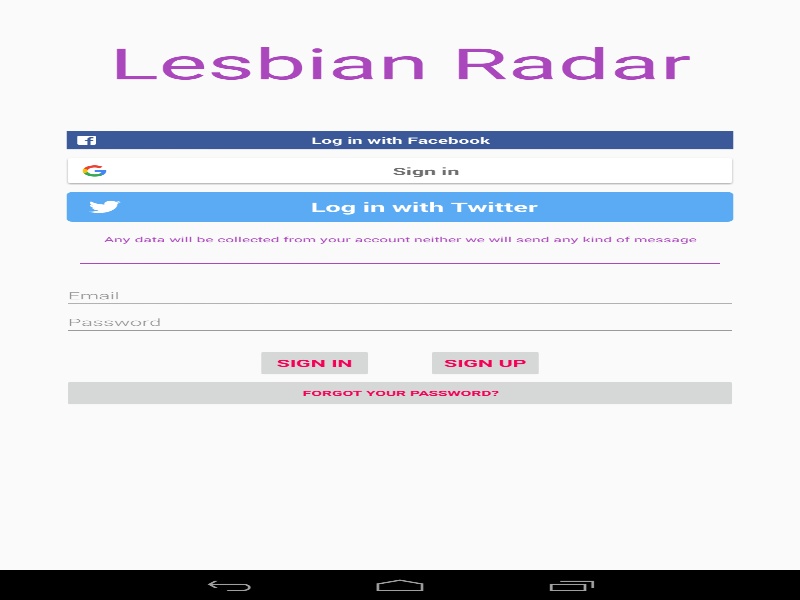 Lesbian Radar
Log in with Facebook
Sign in
Log in with Twitter
Any data will be collected from your account neither we will send any kind of message
Email
Password
SIGN IN
SIGN UP
FORGOT YOUR PASSWORD?